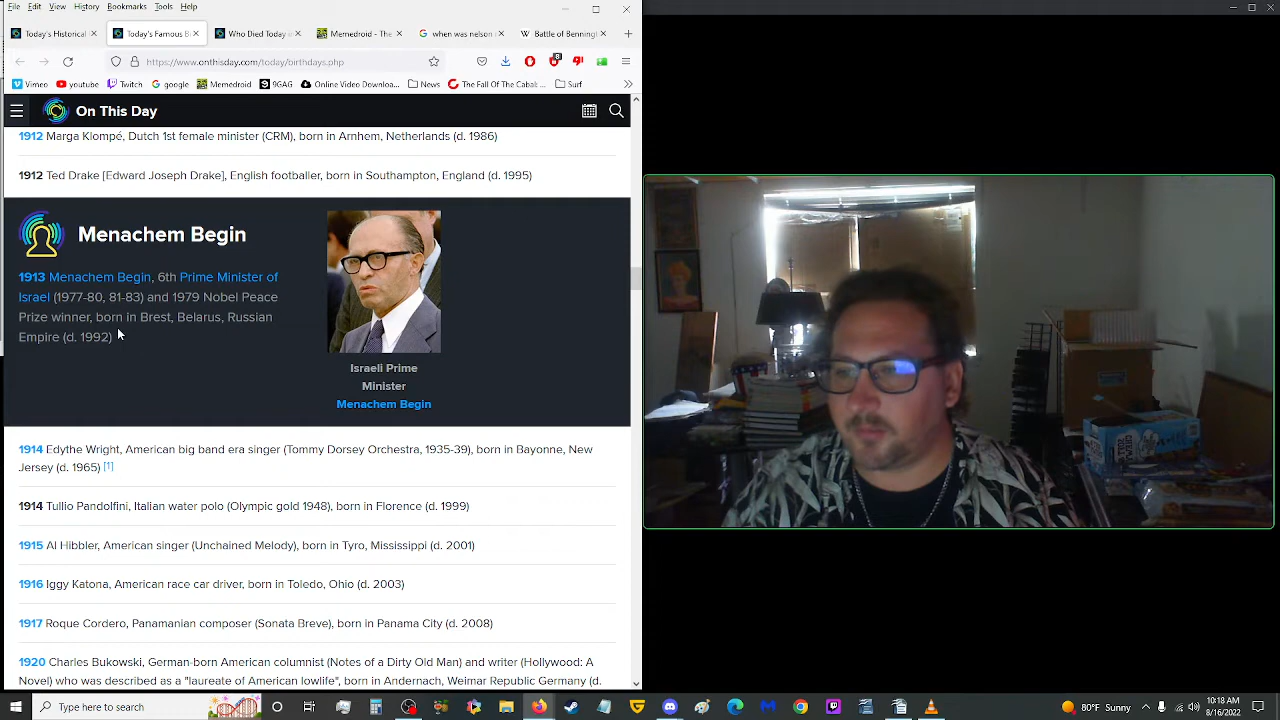 File Edit View History Bookmarks Tools Help
Today's Historical
Today's Famous B
Who Died Today i
Memedroid - The
when was nelson
Battle of Benning
https://www.onthisday.com/today/birthdays.php
Vimeo youtube Twitch google Memedroid 9GAG Online Video Downloa... News The Fall Of The Cabal... Surf
On This Day
1912 Marga Klompé, Dutch 1st female minister (CRM), born in Arnhem, Netherlands (d. 1986)
1912 Ted Drake [Edward Joseph Drake], English footballer, born in Southampton, England (d. 1995)
Menachem Begin
1913 Menachem Begin, 6th Prime Minister of
Israel (1977-80, 81-83) and 1979 Nobel Peace
Prize winner, born in Brest, Belarus, Russian
Empire (d. 1992)
Israeli Prime
Minister
Menachem Begin
1914 Edythe Wright, American big band era singer (Tommy Dorsey Orchestra, 1935-39), born in Bayonne, New
Jersey (d. 1965) [1]
1914 Tullio Pandolfini, Italian water polo (Olympic gold 1948), born in Florence (d. 1999)
1915 Al Hibbler, American singer (Unchained Melody), born in Tyro, Mississippi (d. 2001)
1916 Iggy Katona, American race car driver, born in Toledo, Ohio (d. 2003)
1917 Roque Cordero, Panamanian composer (Sonata Breve), born in Panama City (d. 2008)
1920 Charles Bukowski, German-born American columnist (Notes of a Dirty Old Man) and writer (Hollywood: A
Novel) who was described as a "laureate of American lowlife", born in Andernach, Weimar Republic Germany (d.
Type here to search
80°F Sunny
10:18 AM
8/16/2022